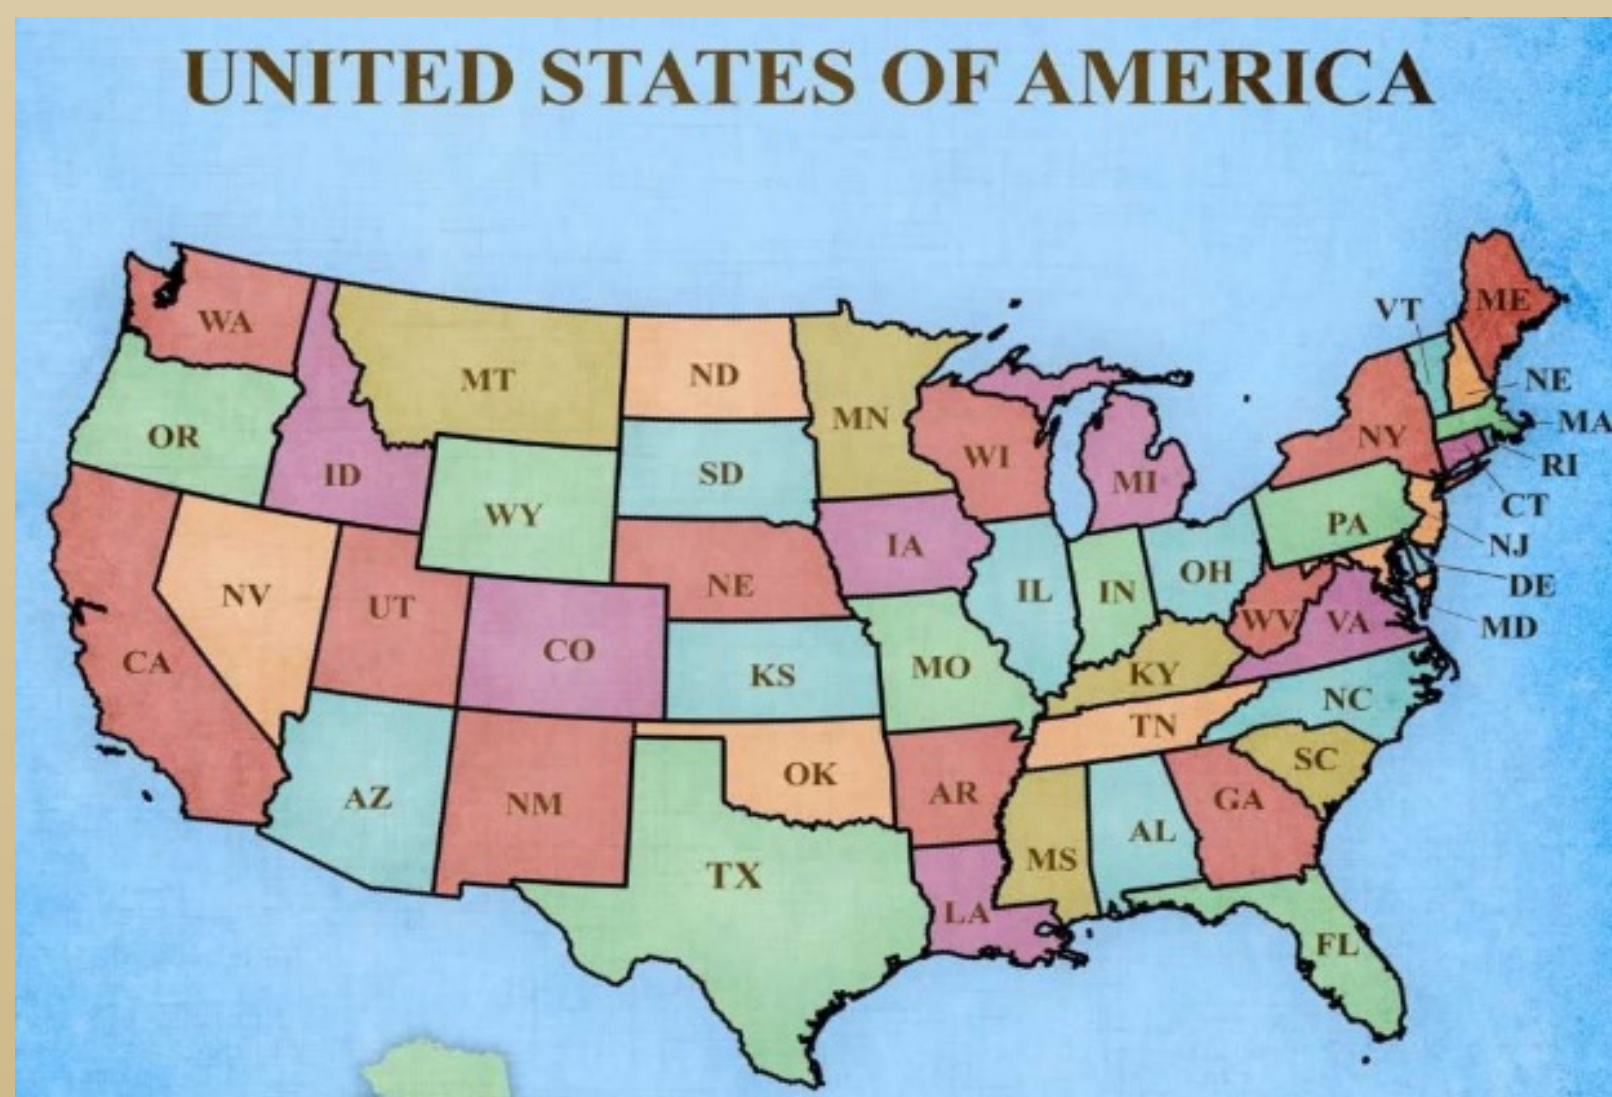 UNITED STATES OF AMERICA
WA
MT
ND
MN
VT
ME
OR
ID
WY
SD
WI
MI
NY
NE
MA
RI
CT
NJ
DE
MD
NV
UT
CO
NE
IA
IL
IN
OH
PA
WV
VA
CA
KS
MO
KY
NC
TN
SC
AZ
NM
OK
AR
GA
TX
MS
AL
LA
FL